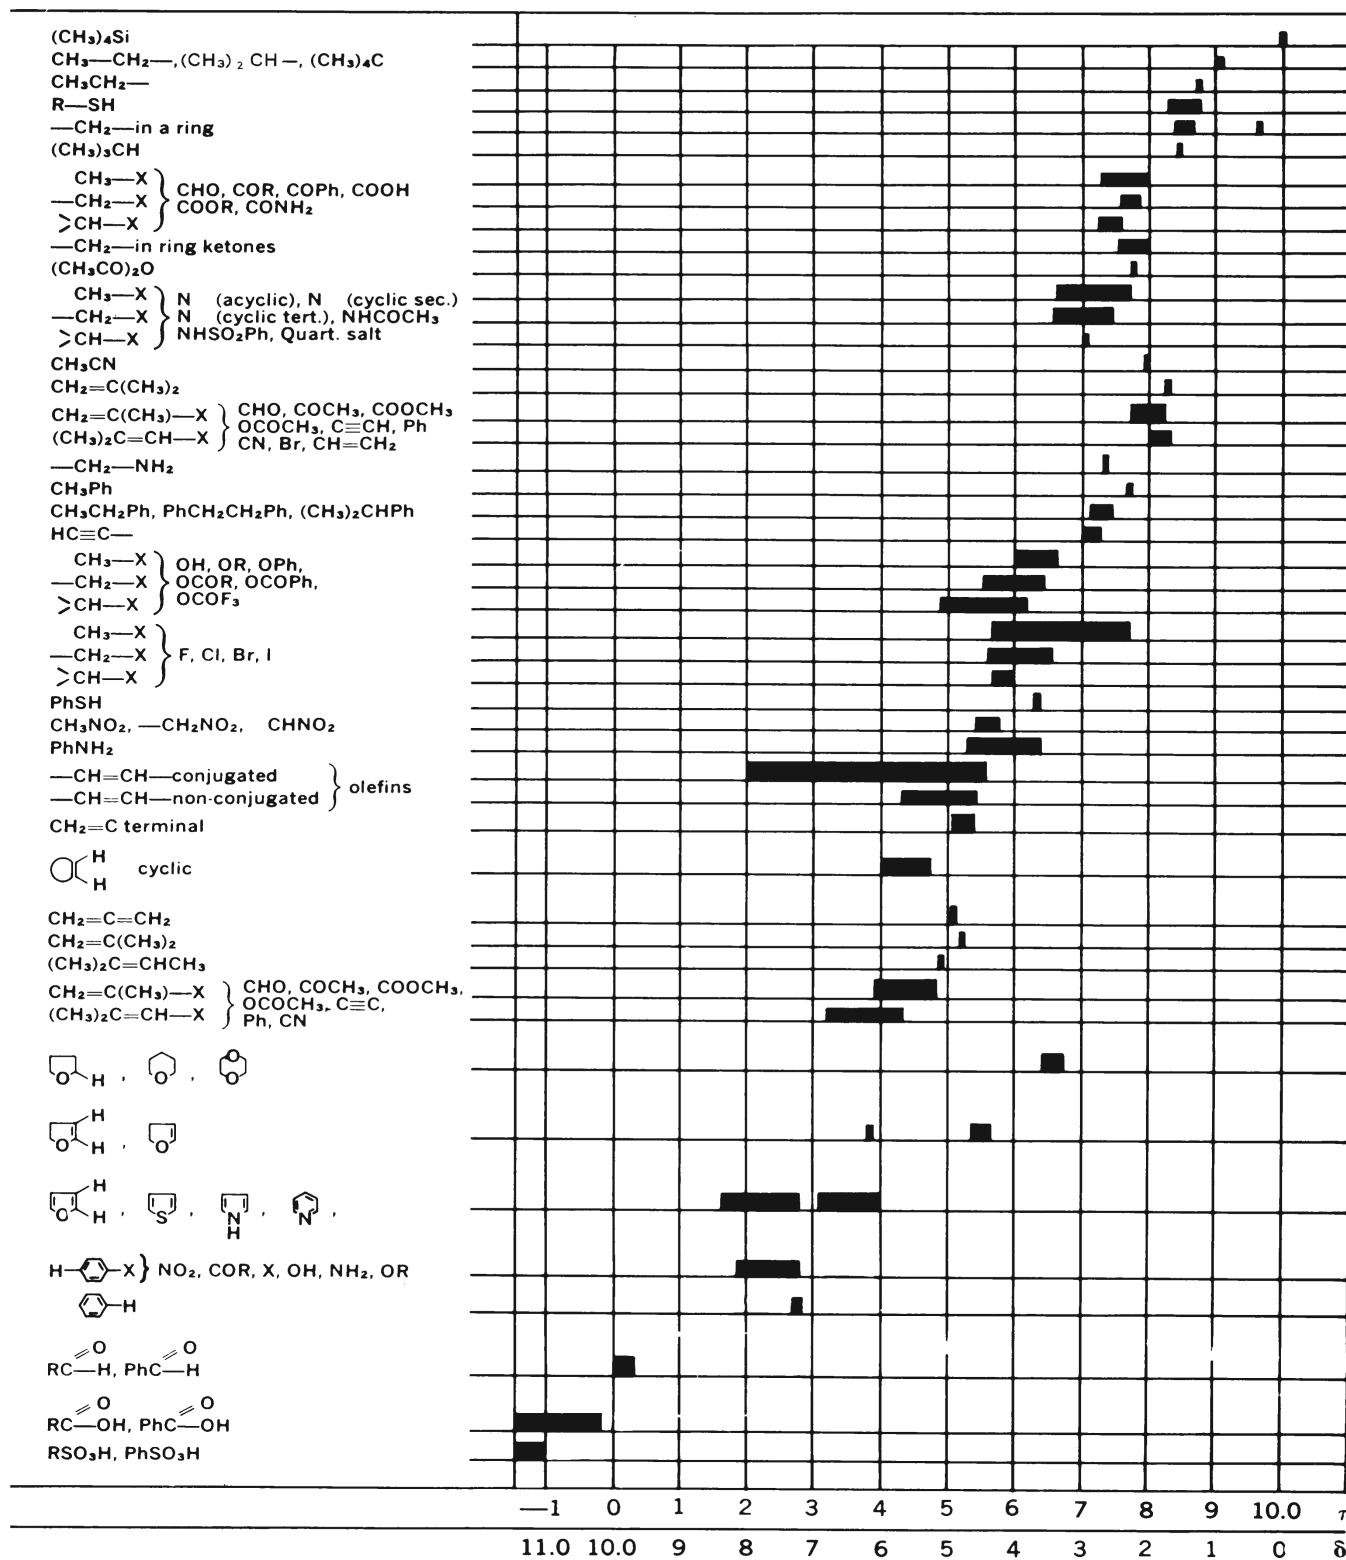 (CH₃)₄Si
CH₃—CH₂—,(CH₃)₂ CH—, (CH₃)₄C
CH₃CH₂—
R—SH
—CH₂—in a ring
(CH₃)₃CH
CH₃—X
CHO, COR, COPh, COOH
—CH₂—X
COOR, CONH₂
>CH—X
—CH₂—in ring ketones
(CH₃CO)₂O
CH₃—X
N (acyclic), N (cyclic sec.)
—CH₂—X
N (cyclic tert.), NHCOCH₃
>CH—X
NHSO₂Ph, Quart. salt
CH₃CN
CH₂=C(CH₃)₂
CH₂=C(CH₃)—X
CHO, COCH₃, COOCH₃
OCOCH₃, C≡CH, Ph
(CH₃)₂C=CH—X
CN, Br, CH=CH₂
—CH₂—NH₂
CH₃Ph
CH₃CH₂Ph, PhCH₂CH₂Ph, (CH₃)₂CHPh
HC≡C—
CH₃—X
OH, OR, OPh,
—CH₂—X
OCOR, OCOPh,
>CH—X
OCOF₃
CH₃—X
—CH₂—X
F, Cl, Br, I
>CH—X
PhSH
CH₃NO₂, —CH₂NO₂, CHNO₂
PhNH₂
—CH=CH—conjugated
—CH=CH—non-conjugated
olefins
CH₂=C terminal
H
cyclic
H
CH₂=C=CH₂
CH₂=C(CH₃)₂
(CH₃)₂C=CHCH₃
CH₂=C(CH₃)—X
CHO, COCH₃, COOCH₃,
OCOCH₃, C≡C,
(CH₃)₂C=CH—X
Ph, CN
O H , O , O O
H
O H , O
H
O H , S , N H , N ,
H—X} NO₂, COR, X, OH, NH₂, OR
—H
O O
RC—H, PhC—H
O O
RC—OH, PhC—OH
RSO₃H, PhSO₃H
—1 0 1 2 3 4 5 6 7 8 9 10.0 τ
11.0 10.0 9 8 7 6 5 4 3 2 1 0 δ